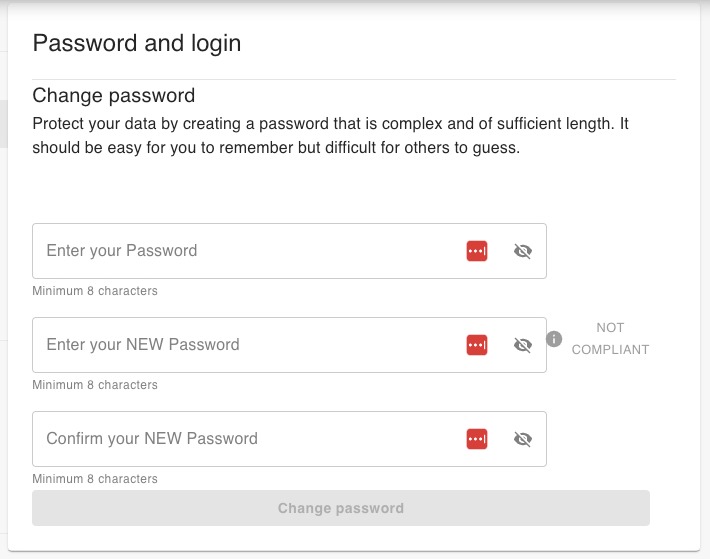 Password and login
Change password
Protect your data by creating a password that is complex and of sufficient length. It
should be easy for you to remember but difficult for others to guess.
Enter your Password
Minimum 8 characters
Enter your NEW Password
NOT
COMPLIANT
Minimum 8 characters
Confirm your NEW Password
Minimum 8 characters
Change password